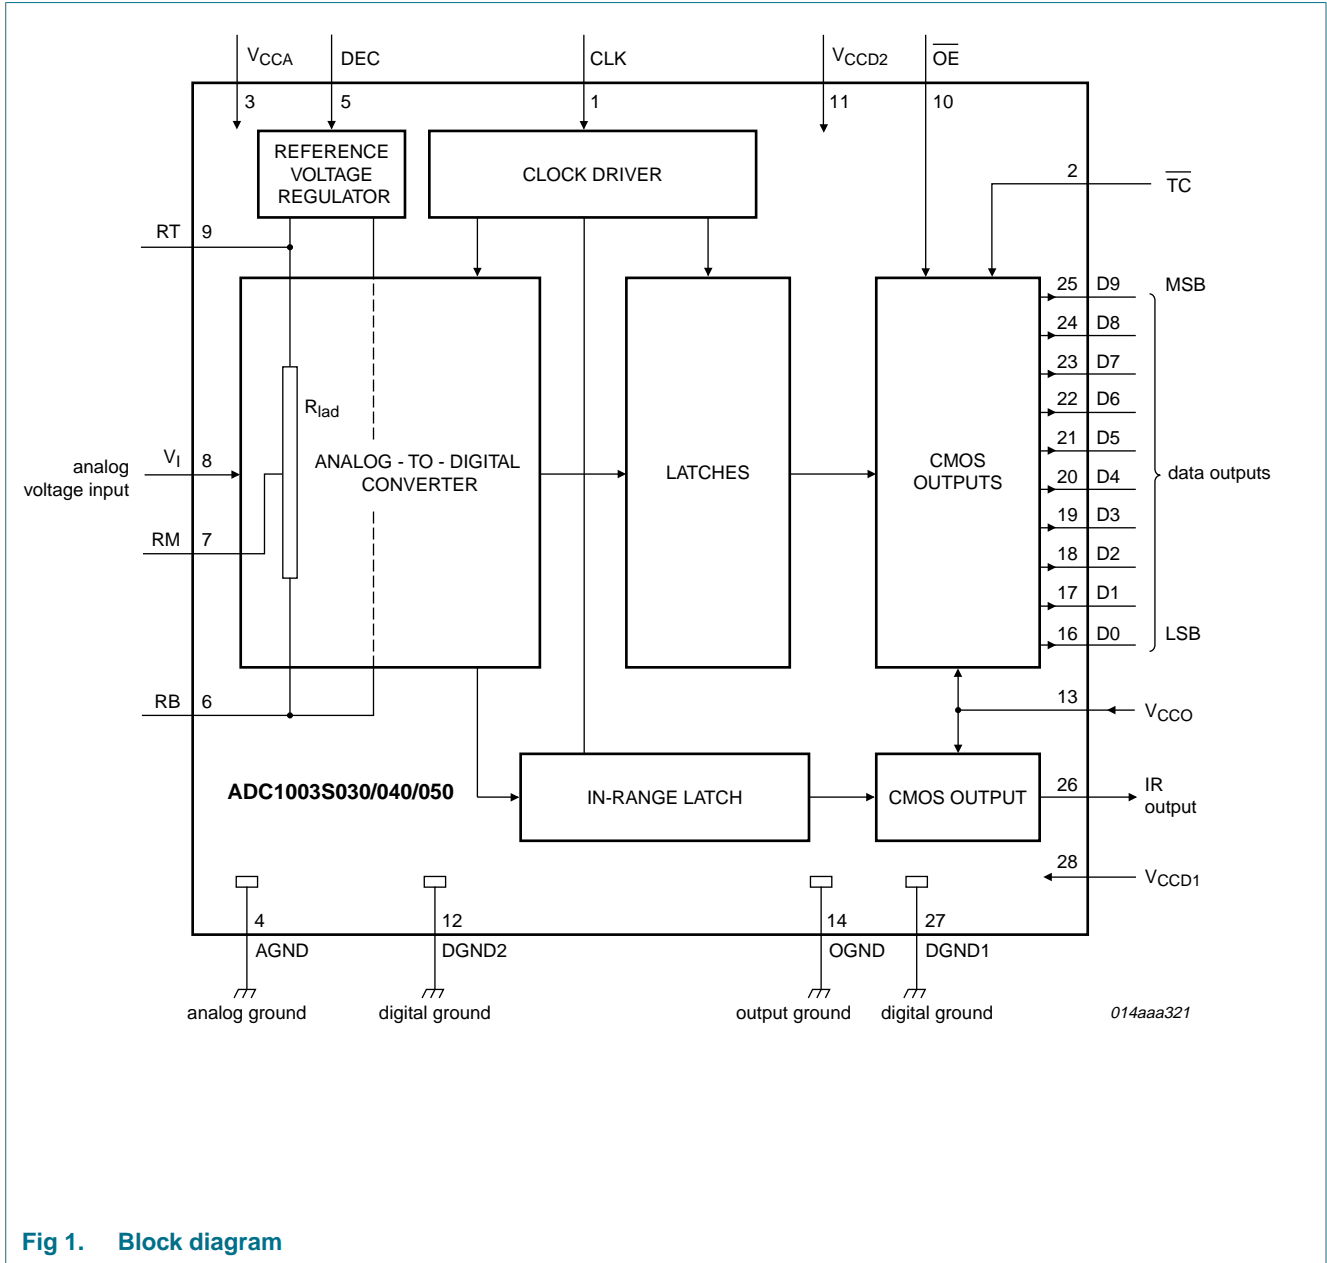 VCCA DEC CLK VCCD2 OE
3 5 1 11 10
REFERENCE
VOLTAGE
REGULATOR
CLOCK DRIVER
2 TC
RT 9
25 D9 MSB
24 D8
23 D7
22 D6
21 D5
20 D4
19 D3
18 D2
17 D1
16 D0 LSB
data outputs
Rlad
analog
voltage input
VI 8
ANALOG - TO - DIGITAL
CONVERTER
LATCHES
CMOS
OUTPUTS
RM 7
RB 6
13 VCCO
ADC1003S030/040/050
IN-RANGE LATCH
CMOS OUTPUT
26 IR
output
28 VCCD1
4 12 14 27
AGND DGND2 OGND DGND1
analog ground digital ground output ground digital ground
014aaa321
Fig 1. Block diagram